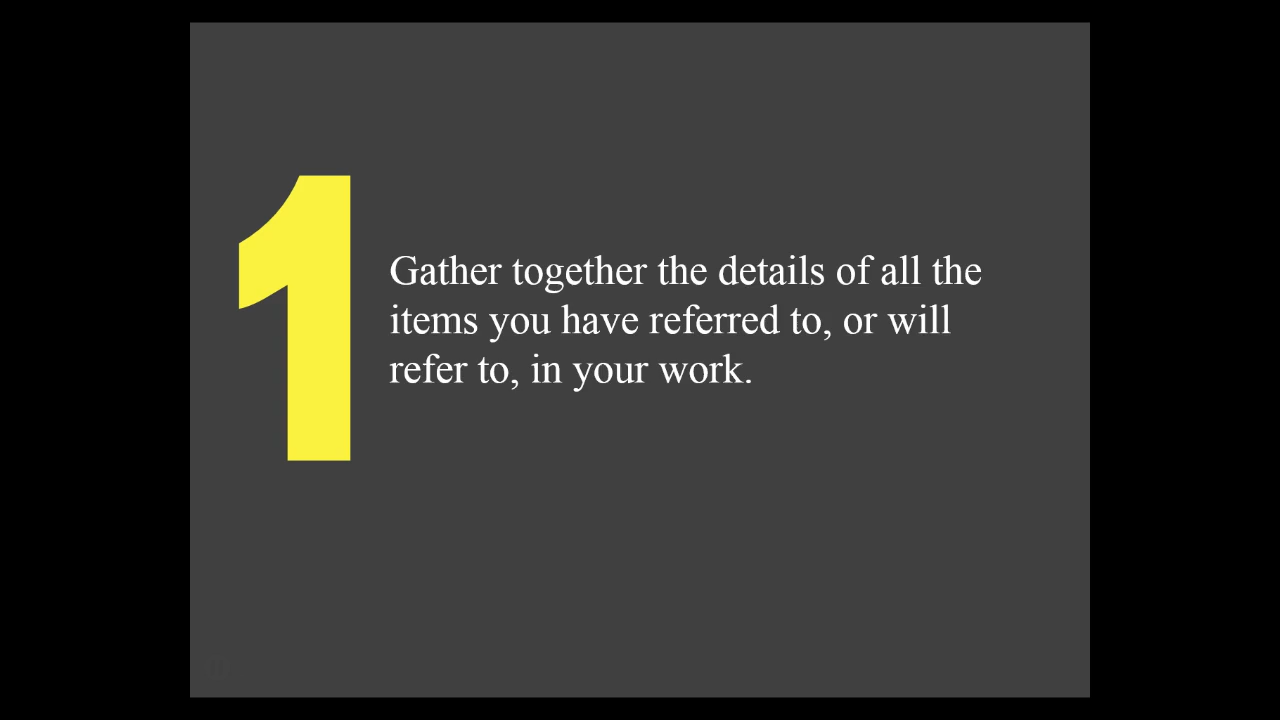 1
Gather together the details of all the
items you have referred to, or will
refer to, in your work.